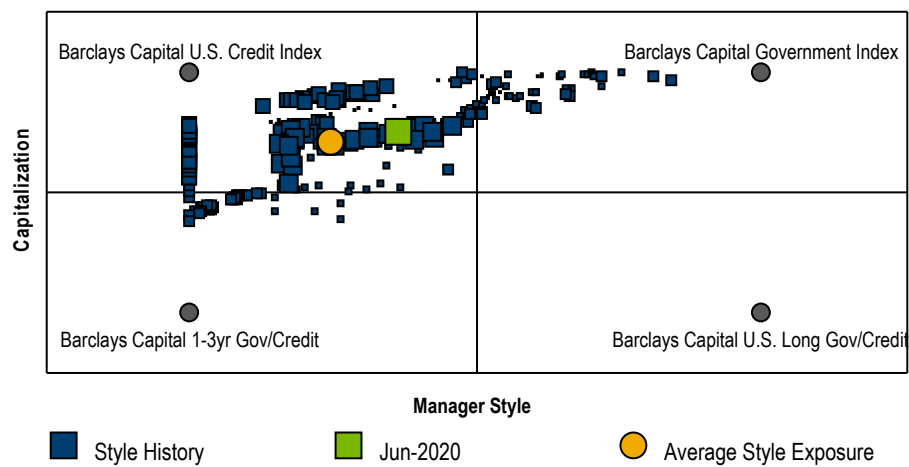 Barclays Capital U.S. Credit Index
Barclays Capital Government Index
Capitalization
Barclays Capital 1-3yr Gov/Credit
Barclays Capital U.S. Long Gov/Credit
Manager Style
Style History
Jun-2020
Average Style Exposure